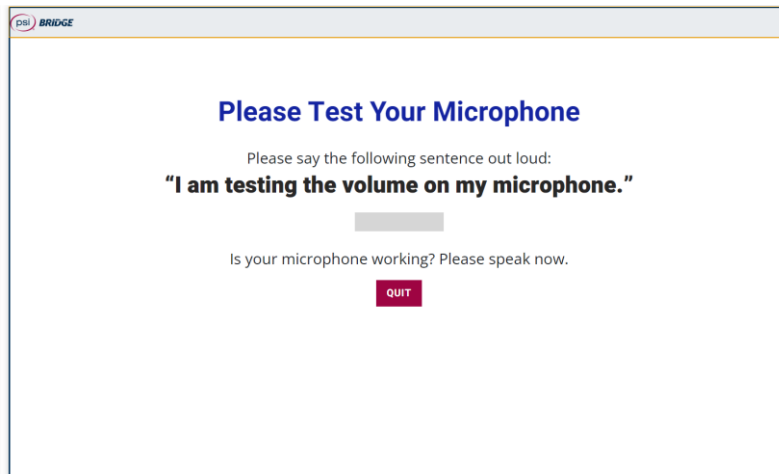 psi BRIDGE
Please Test Your Microphone
Please say the following sentence out loud:
“I am testing the volume on my microphone.”
Is your microphone working? Please speak now.
QUIT